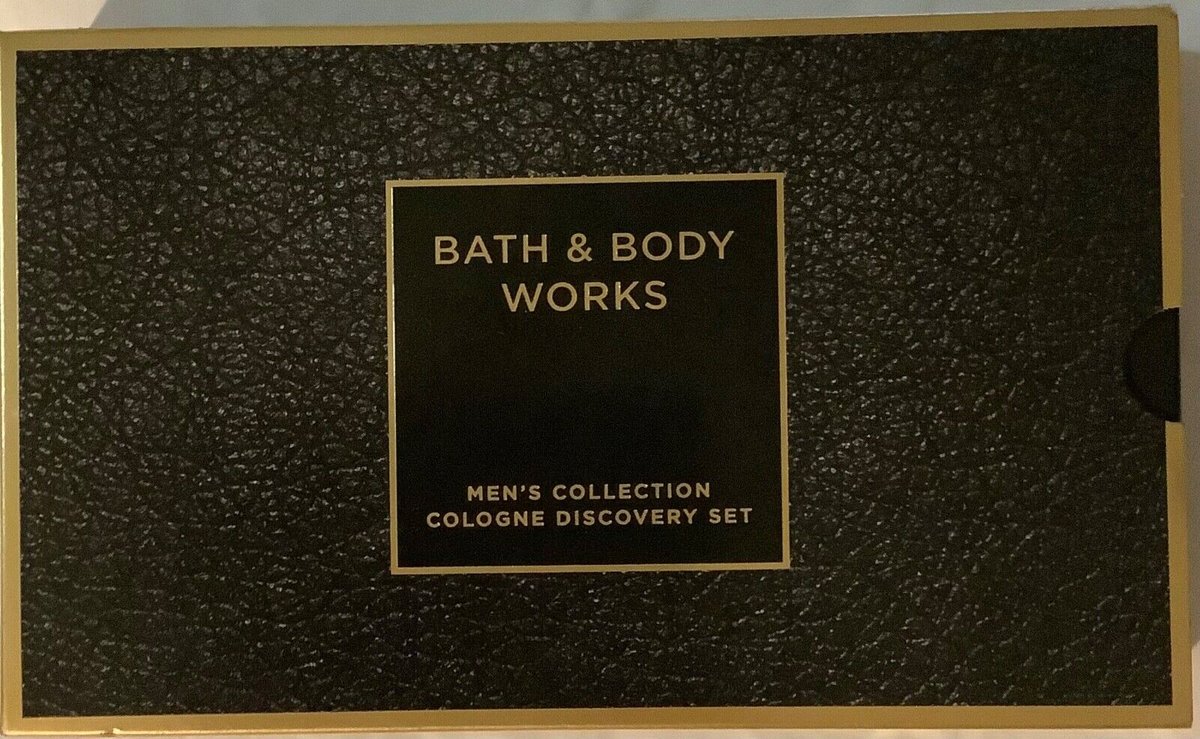 BATH & BODY
WORKS
MEN'S COLLECTION
COLOGNE DISCOVERY SET